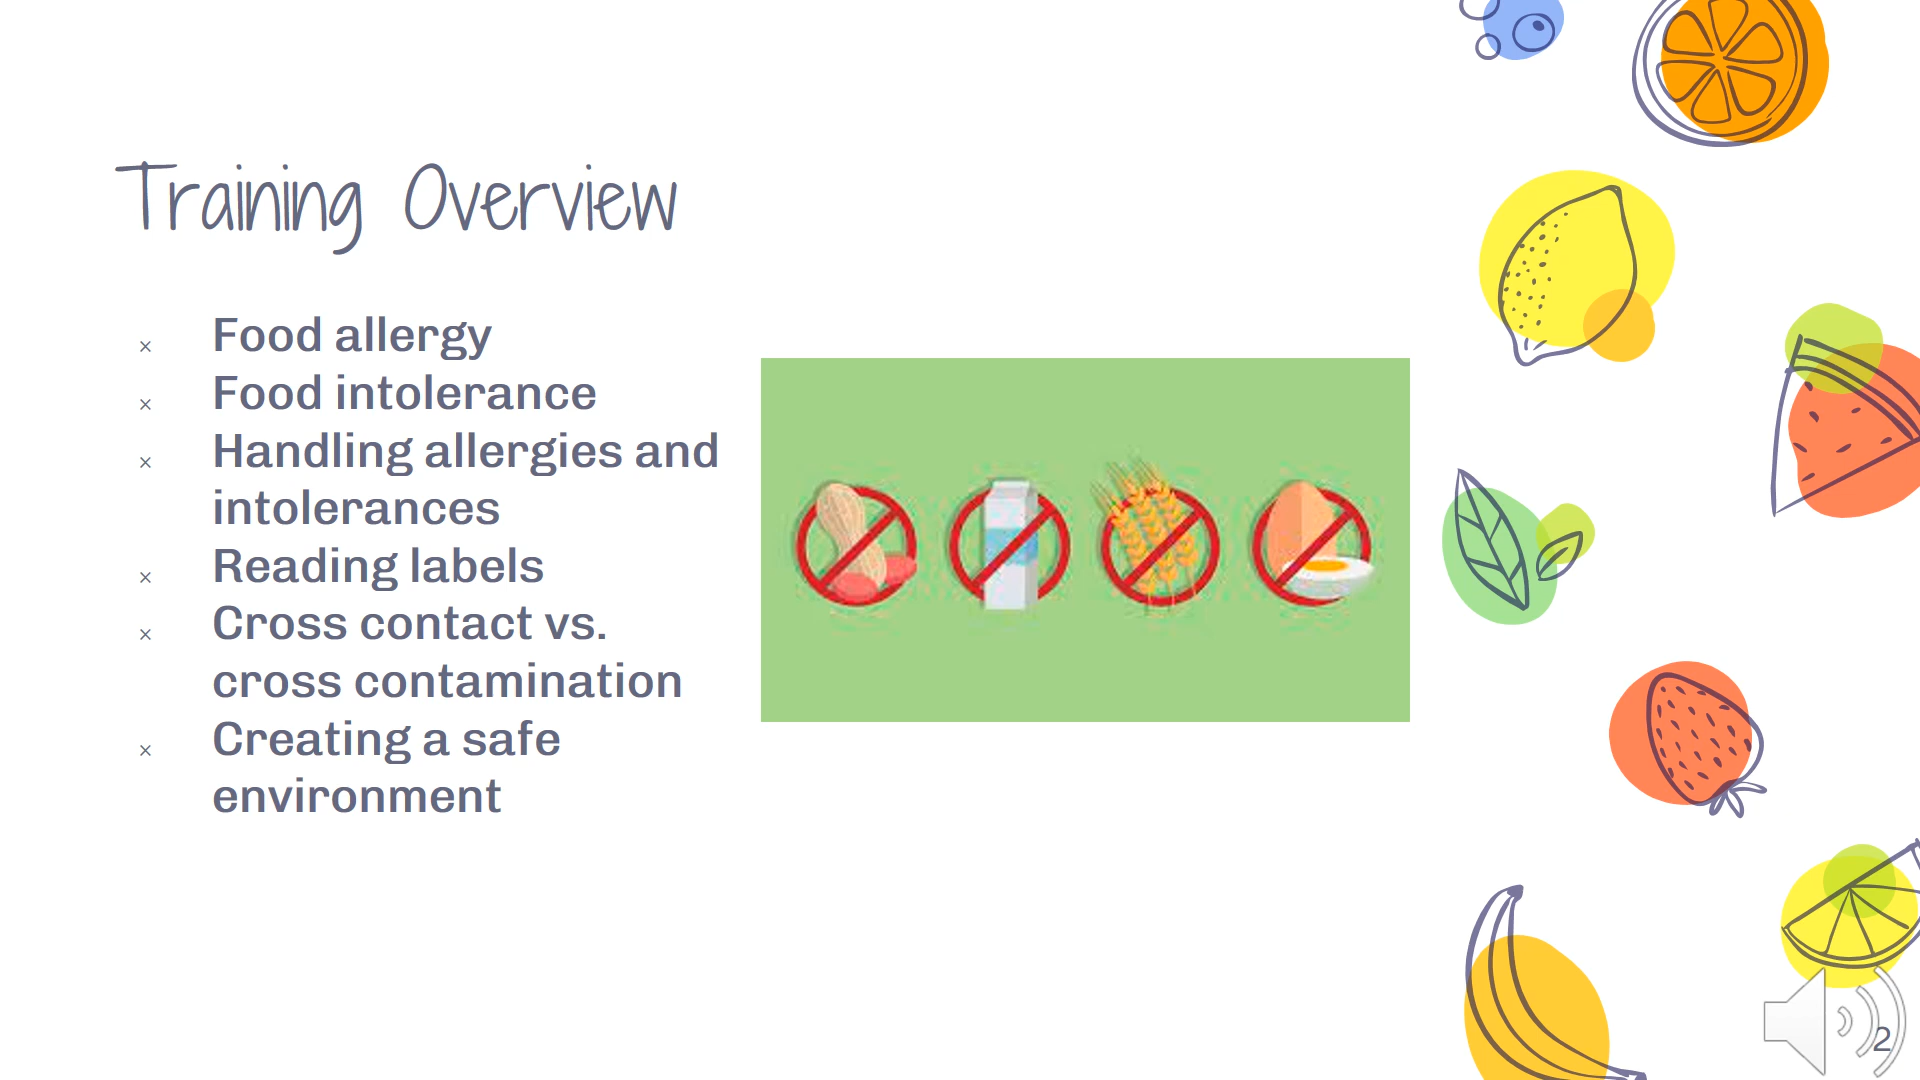 Training Overview
× Food allergy
× Food intolerance
× Handling allergies and
intolerances
× Reading labels
× Cross contact vs.
cross contamination
× Creating a safe
environment
2